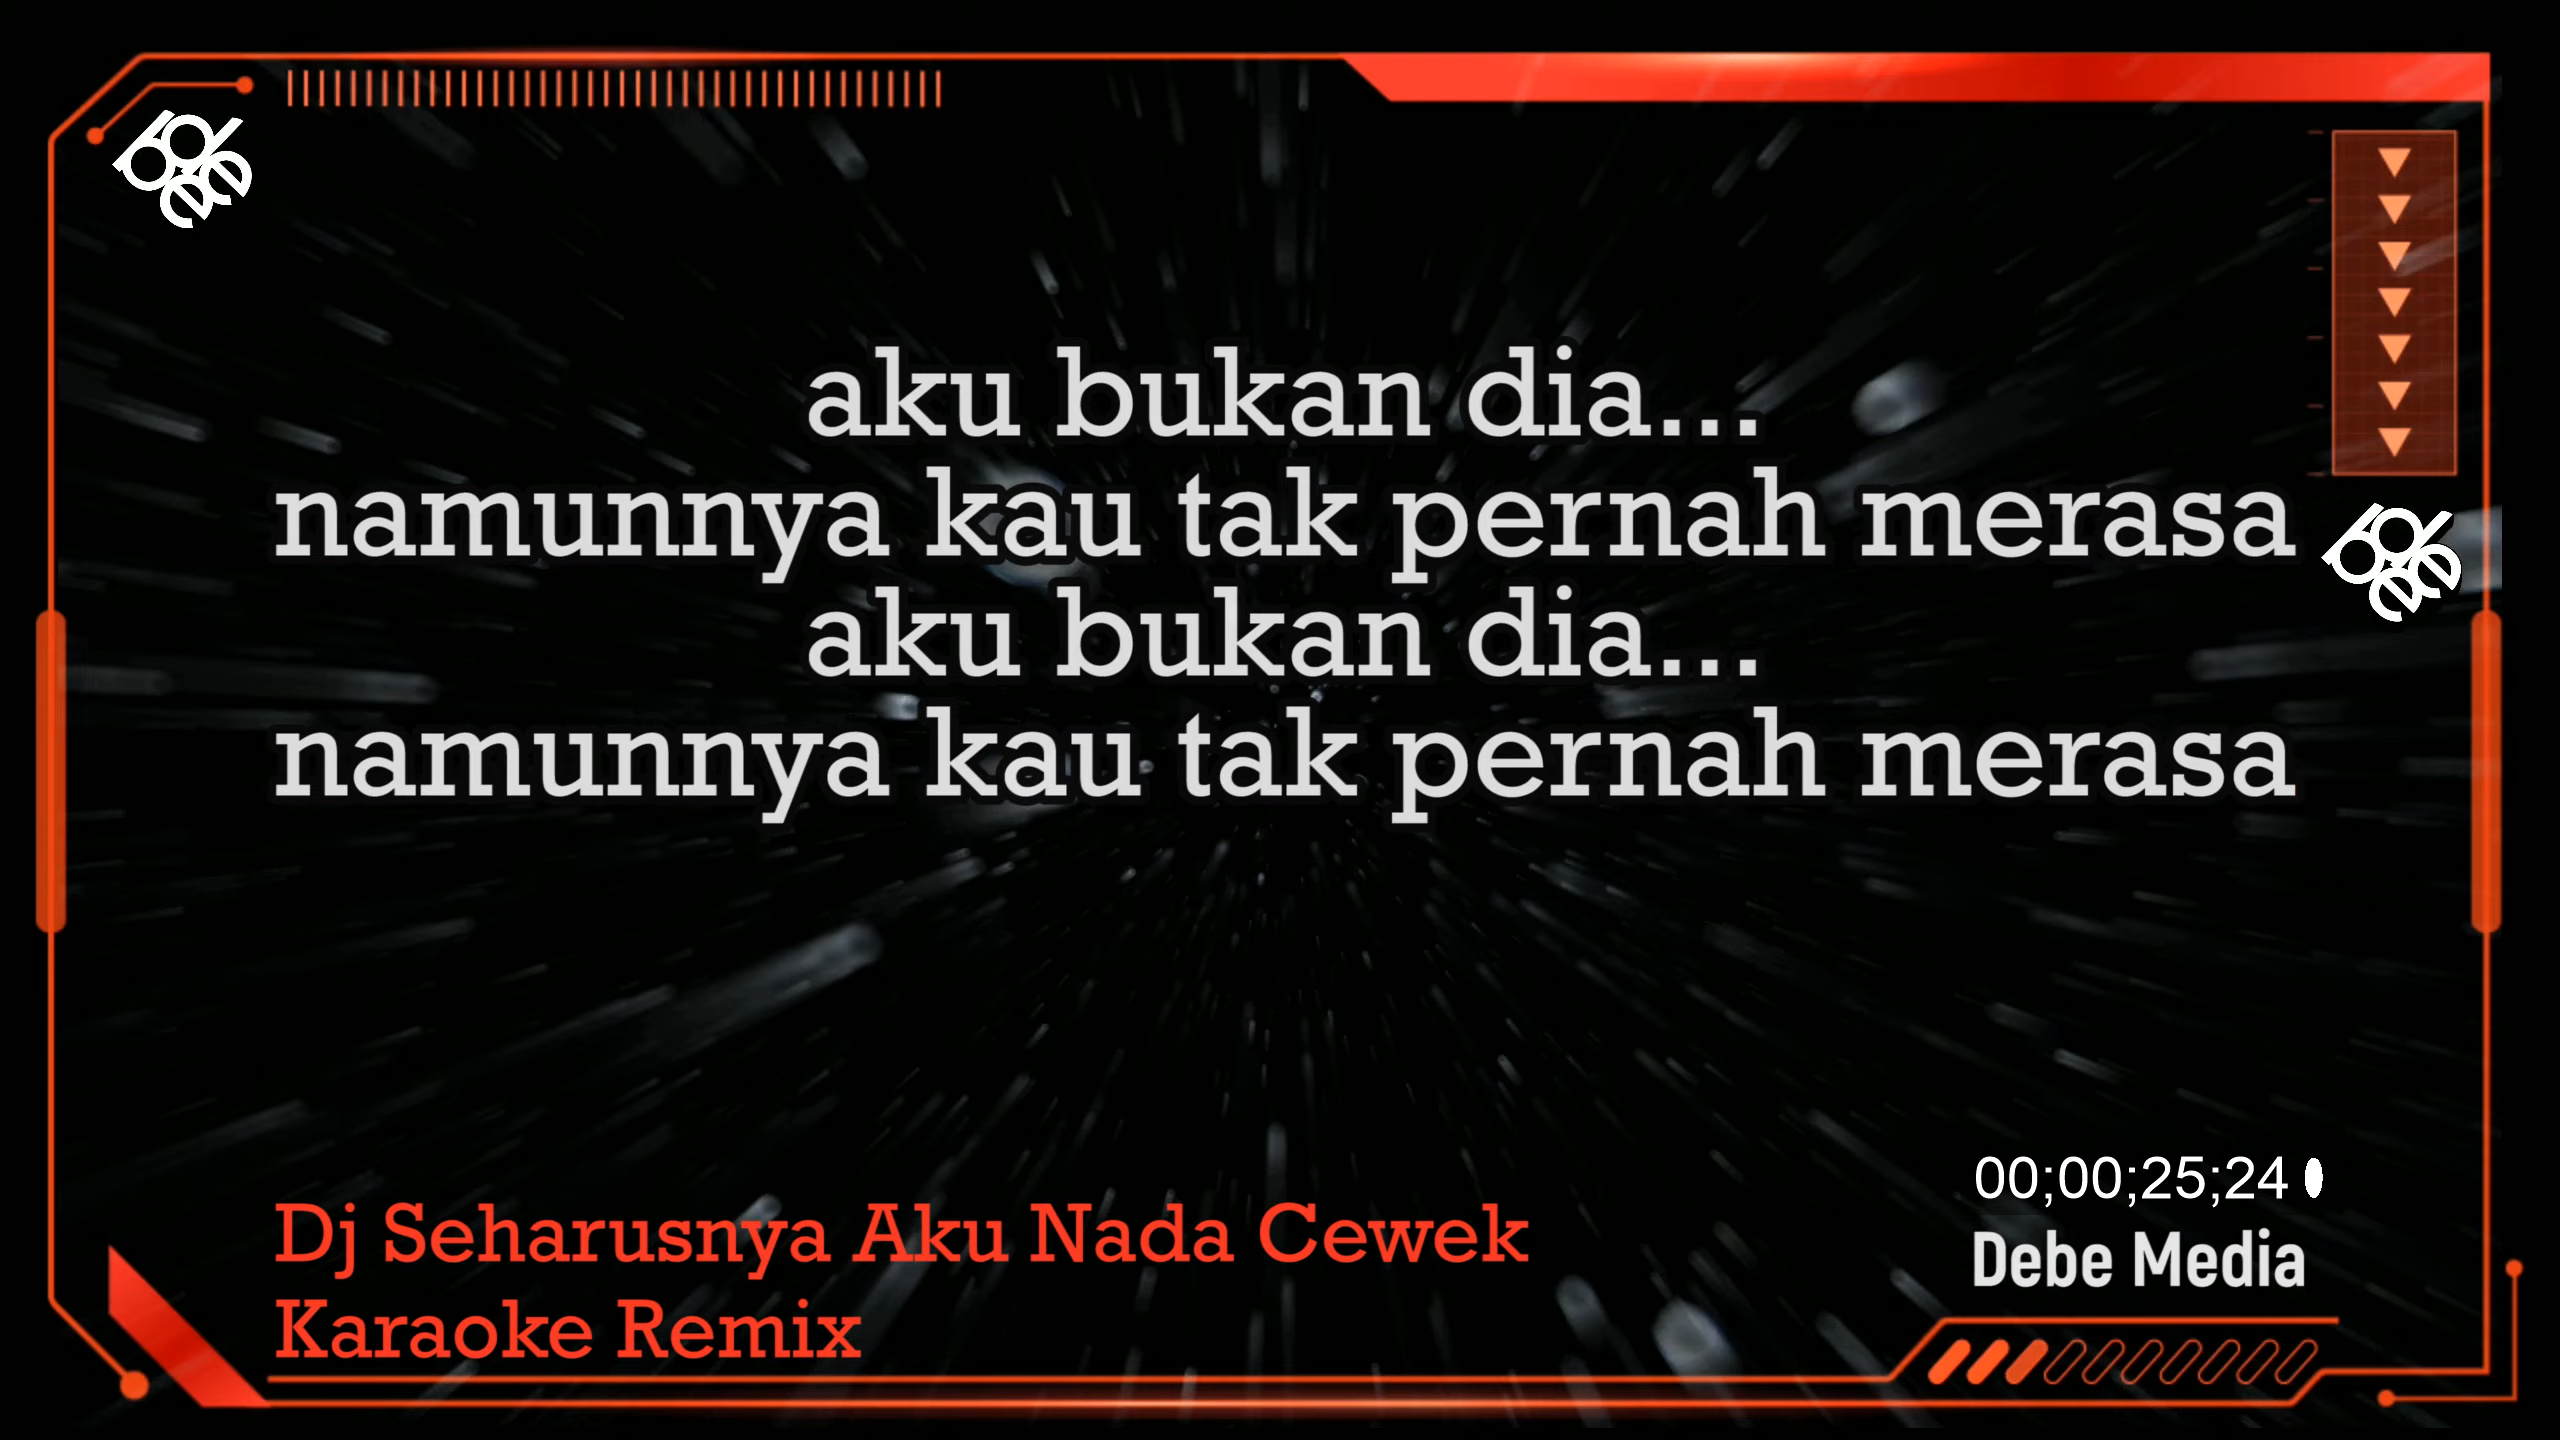 aku bukan dia...
namunnya kau tak pernah merasa
aku bukan dia...
namunnya kau tak pernah merasa
00;00;25;24
Dj Seharusnya Aku Nada Cewek
Karaoke Remix
Debe Media